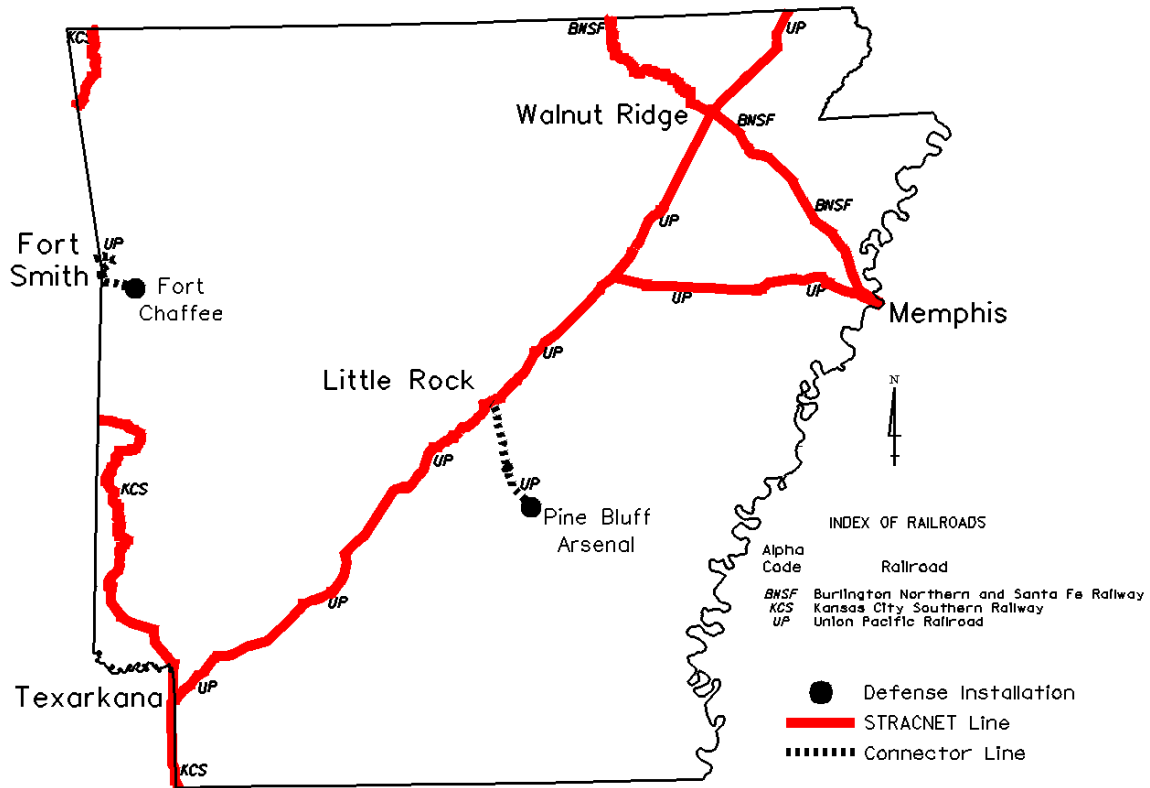 KCS
BNSF
UP
Walnut Ridge
BNSF
BNSF
UP
Fort
Smith
UP
Fort
Chaffee
UP
UP
Memphis
UP
Little Rock
N
UP
KCS
UP
Pine Bluff
Arsenal
UP
UP
Texarkana
KCS
INDEX OF RAILROADS
Alpha
Code Railroad
BNSF Burlington Northern and Santa Fe Railway
KCS Kansas City Southern Railway
UP Union Pacific Railroad
Defense Installation
STRACNET Line
Connector Line